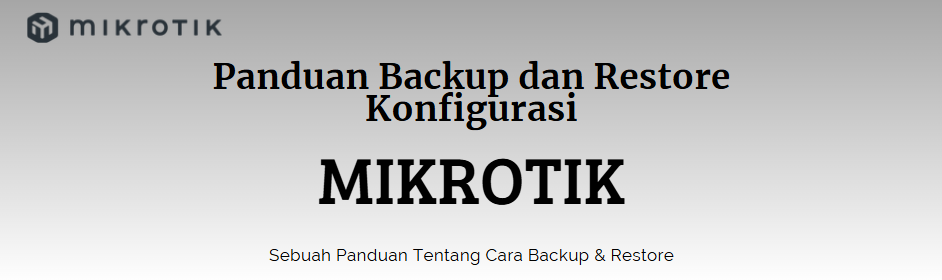 mikrotik
Panduan Backup dan Restore
Konfigurasi
MIKROTIK
Sebuah Panduan Tentang Cara Backup & Restore